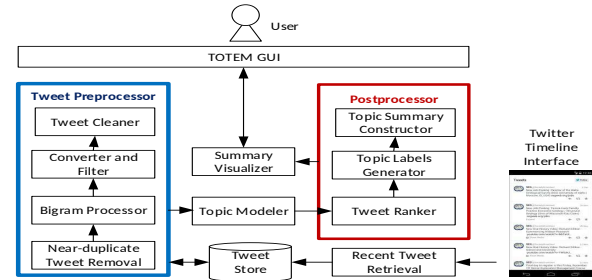 User
TOTEM GUI
Tweet Preprocessor
Tweet Cleaner
Converter and
Filter
Bigram Processor
Near-duplicate
Tweet Removal
Summary
Visualizer
Topic Modeler
Tweet
Store
Postprocessor
Topic Summary
Constructor
Topic Labels
Generator
Tweet Ranker
Recent Tweet
Retrieval
Twitter
Timeline
Interface
Tweets